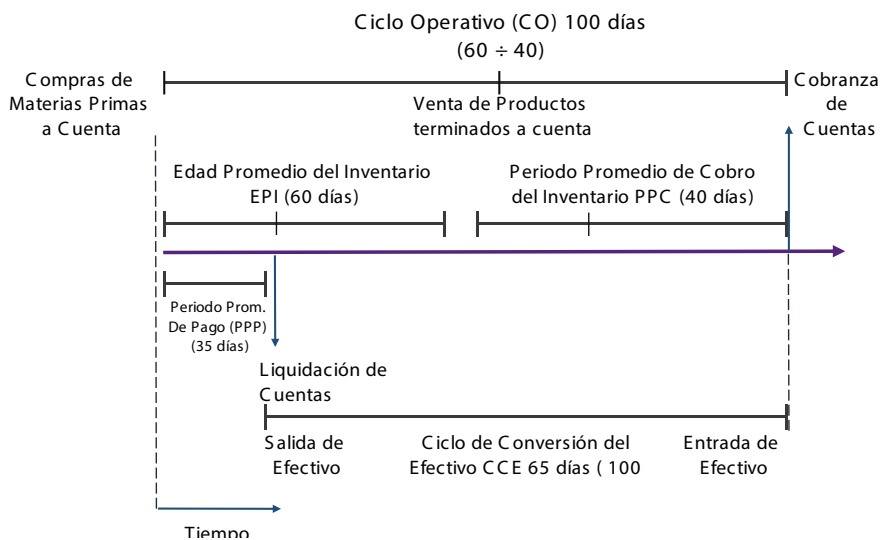 Ciclo Operativo (CO) 100 días
(60 ÷ 40)
Compras de
Materias Primas
a Cuenta
Venta de Productos
terminados a cuenta
Cobranza
de
Cuentas
Edad Promedio del Inventario
EPI (60 días)
Periodo Promedio de Cobro
del Inventario PPC (40 días)
Periodo Prom.
De Pago (PPP)
(35 días)
Liquidación de
Cuentas
Salida de
Efectivo
Ciclo de Conversión del
Efectivo CCE 65 días ( 100
Entrada de
Efectivo
Tiempo